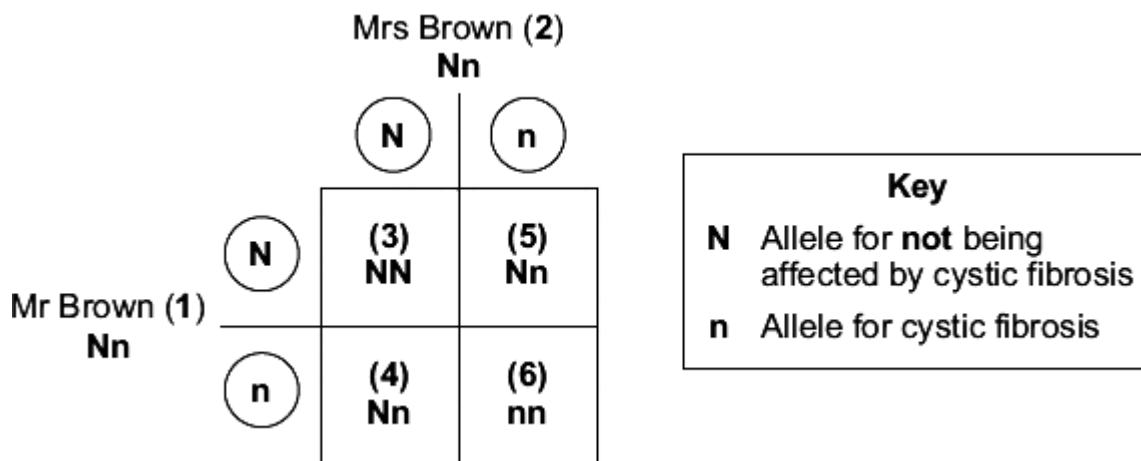 Mrs Brown (2)
Nn
N
n
N
(3)
NN
(5)
Nn
Mr Brown (1)
Nn
n
(4)
Nn
(6)
nn
Key
N Allele for not being
affected by cystic fibrosis
n Allele for cystic fibrosis